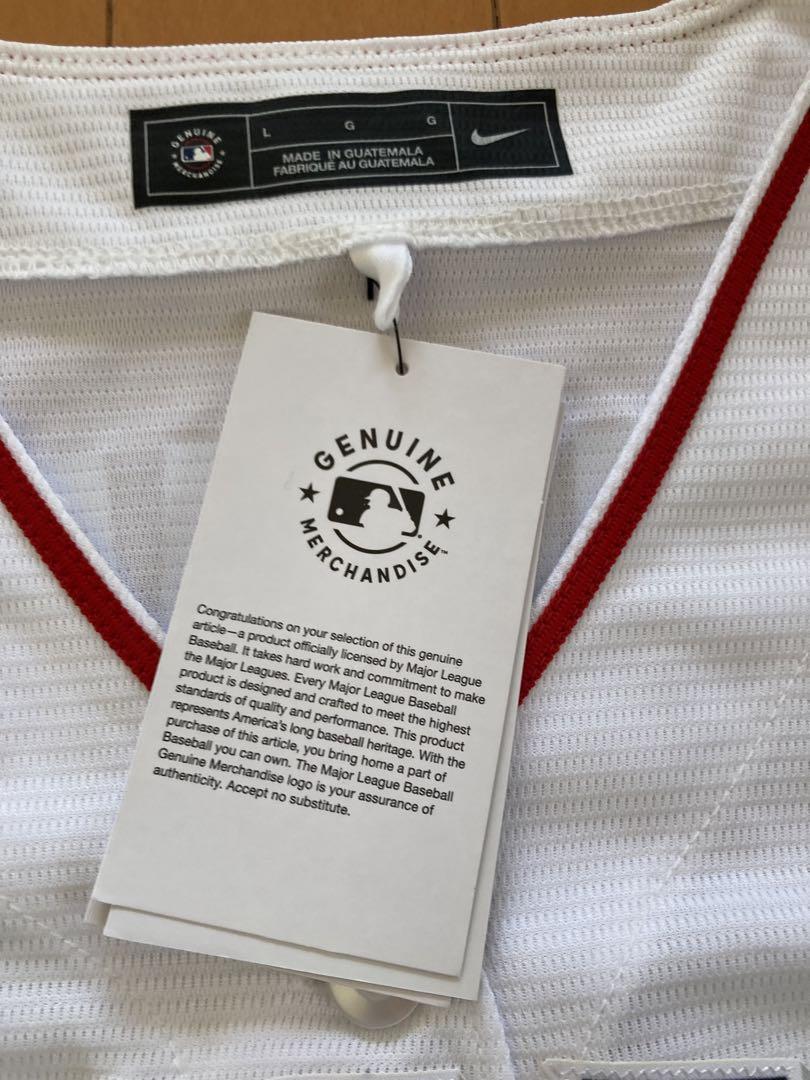 GENUINE
MERCHANDISE
L G G
MADE IN GUATEMALA
FABRIQUÉ AU GUATEMALA
GENUINE
MERCHANDISE™
Congratulations on your selection of this genuine
article—a product officially licensed by Major League
Baseball. It takes hard work and commitment to make
the Major Leagues. Every Major League Baseball
product is designed and crafted to meet the highest
standards of quality and performance. This product
represents America's long baseball heritage. With the
purchase of this article, you bring home a part of
Baseball you can own. The Major League Baseball
Genuine Merchandise logo is your assurance of
authenticity. Accept no substitute.